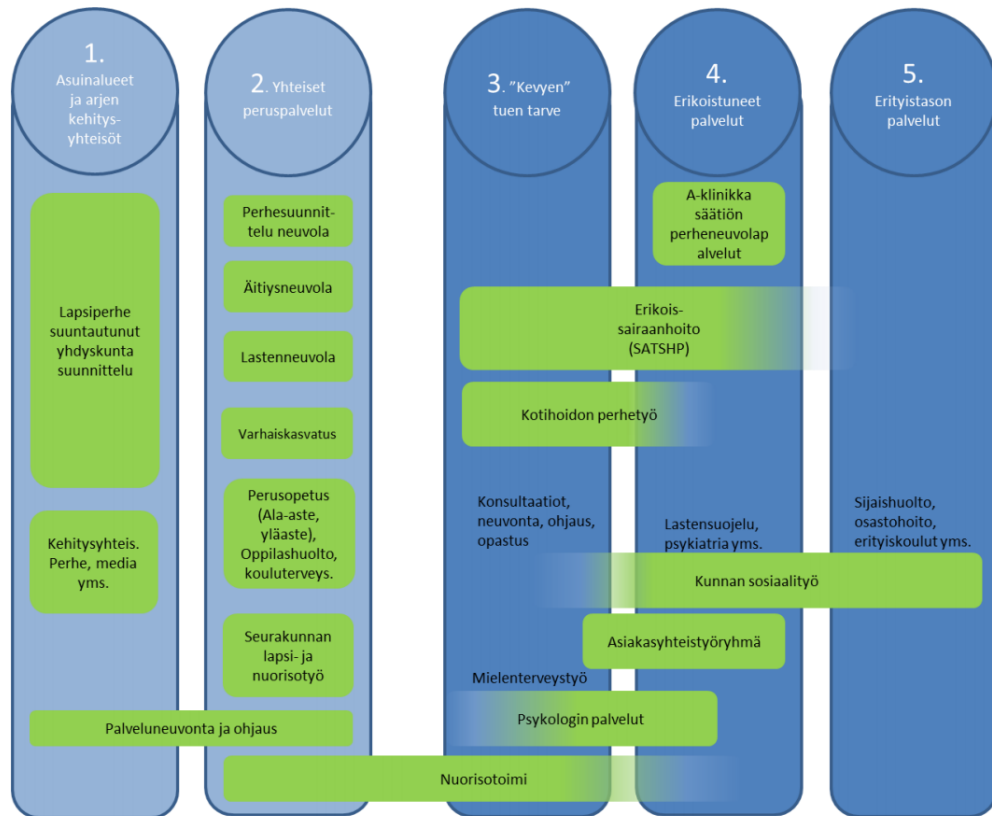 1.
Asuinalueet
ja arjen
kehitys-
yhteisöt
2. Yhteiset
peruspalvelut
3. ”Kevyen”
tuen tarve
4.
Erikoistuneet
palvelut
5.
Erityistason
palvelut
Lapsiperhe
suuntautunut
yhdyskunta
suunnittelu
Kehitysyhteis.
Perhe, media
yms.
Perhesuunnit-
telu neuvola
Äitiysneuvola
Lastenneuvola
Varhaiskasvatus
Perusopetus
(Ala-aste,
yläaste),
Oppilashuolto,
kouluterveys.
Seurakunnan
lapsi- ja
nuorisotyö
Palveluneuvonta ja ohjaus
A-klinikka
säätiön
perheneuvolap
alvelut
Erikois-
sairaanhoito
(SATSHP)
Kotihoidon perhetyö
Konsultaatiot,
neuvonta, ohjaus,
opastus
Lastensuojelu,
psykiatria yms.
Sijaishuolto,
osastohoito,
erityiskoulut yms.
Kunnan sosiaalityö
Asiakasyhteistyöryhmä
Mielenterveystyö
Psykologin palvelut
Nuorisotoimi